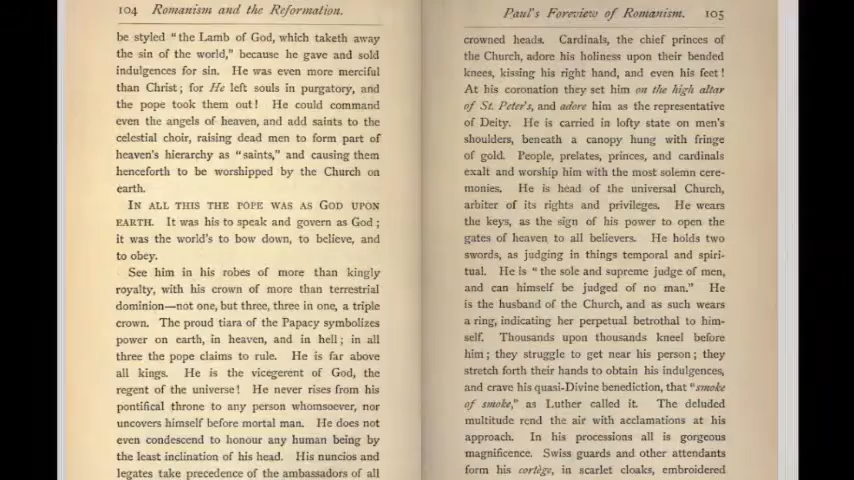 104 Romanism and the Reformation.
be styled “the Lamb of God, which taketh away
the sin of the world,” because he gave and sold
indulgences for sin. He was even more merciful
than Christ; for He left souls in purgatory, and
the pope took them out! He could command
even the angels of heaven, and add saints to the
celestial choir, raising dead men to form part of
heaven's hierarchy as “saints,” and causing them
henceforth to be worshipped by the Church on
earth.
IN ALL THIS THE POPE WAS AS GOD UPON
EARTH. It was his to speak and govern as God;
it was the world's to bow down, to believe, and
to obey.
See him in his robes of more than kingly
royalty, with his crown of more than terrestrial
dominion—not one, but three, three in one, a triple
crown. The proud tiara of the Papacy symbolizes
power on earth, in heaven, and in hell; in all
three the pope claims to rule. He is far above
all kings. He is the vicegerent of God, the
regent of the universe! He never rises from his
pontifical throne to any person whomsoever, nor
uncovers himself before mortal man. He does not
even condescend to honour any human being by
the least inclination of his head. His nuncios and
legates take precedence of the ambassadors of all
Paul's Foreview of Romanism. 105
crowned heads. Cardinals, the chief princes of
the Church, adore his holiness upon their bended
knees, kissing his right hand, and even his feet!
At his coronation they set him on the high altar
of St. Peter's, and adore him as the representative
of Deity. He is carried in lofty state on men's
shoulders, beneath a canopy hung with fringe
of gold. People, prelates, princes, and cardinals
exalt and worship him with the most solemn cere-
monies. He is head of the universal Church,
arbiter of its rights and privileges. He wears
the keys, as the sign of his power to open the
gates of heaven to all believers. He holds two
swords, as judging in things temporal and spiri-
tual. He is “the sole and supreme judge of men,
and can himself be judged of no man.” He
is the husband of the Church, and as such wears
a ring, indicating her perpetual betrothal to him-
self. Thousands upon thousands kneel before
him; they struggle to get near his person; they
stretch forth their hands to obtain his indulgences,
and crave his quasi-Divine benediction, that “smoke
of smoke,” as Luther called it. The deluded
multitude rend the air with acclamations at his
approach. In his processions all is gorgeous
magnificence. Swiss guards and other attendants
form his cortège, in scarlet cloaks, embroidered